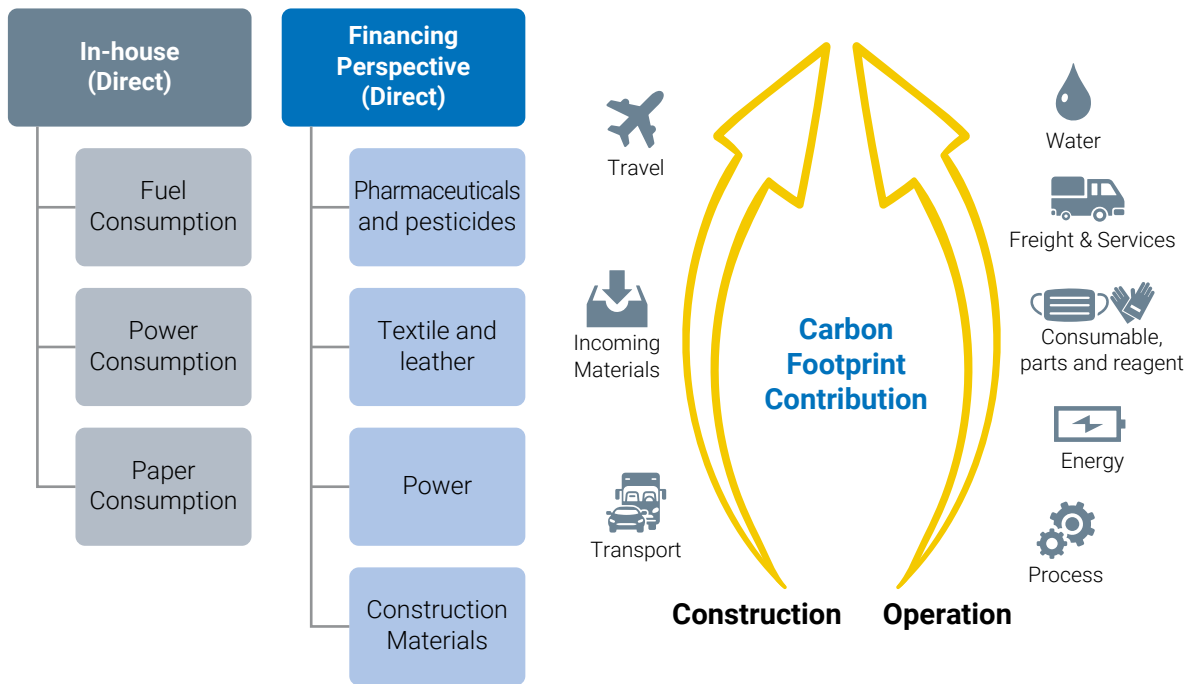 In-house
(Direct)
Fuel
Consumption
Power
Consumption
Paper
Consumption
Financing
Perspective
(Direct)
Pharmaceuticals
and pesticides
Textile and
leather
Power
Construction
Materials
Travel
Incoming
Materials
Transport
Carbon
Footprint
Contribution
Water
Freight & Services
Consumable,
parts and reagent
Energy
Process
Construction
Operation